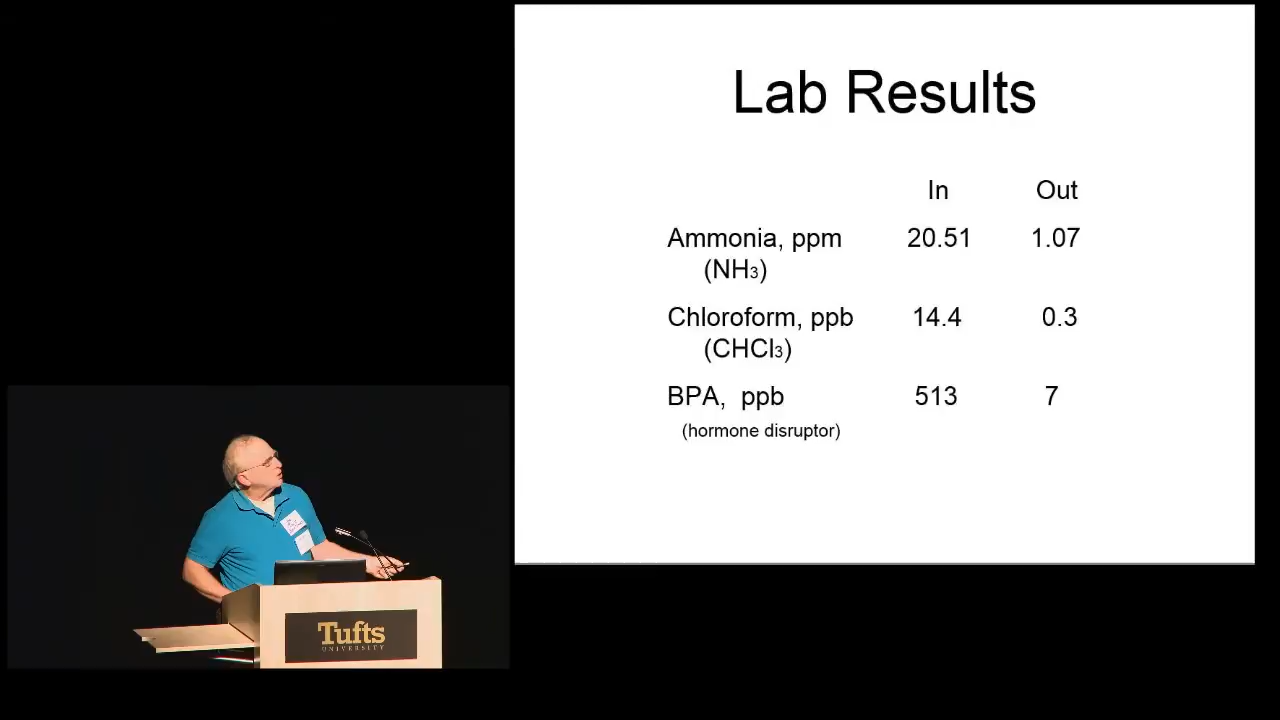 Lab Results
In Out
Ammonia, ppm 20.51 1.07
(NH₃)
Chloroform, ppb 14.4 0.3
(CHCl₃)
BPA, ppb 513 7
(hormone disruptor)
Tufts
UNIVERSITY